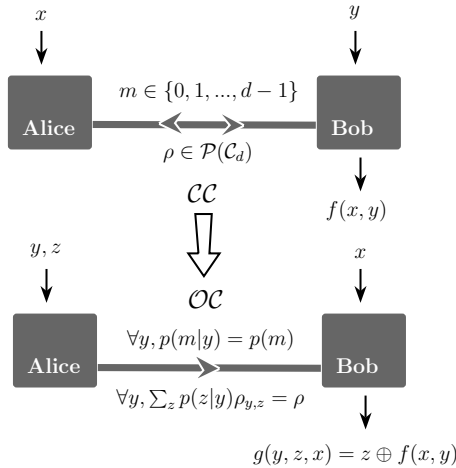 x
y
m ∈ {0, 1, ..., d − 1}
Alice
Bob
ρ ∈ 𝒫(𝒞_d)
f(x, y)
𝒞𝒞
𝒪𝒞
y, z
x
∀y, p(m|y) = p(m)
Alice
Bob
∀y, ∑_z p(z|y)ρ_{y,z} = ρ
g(y, z, x) = z ⊕ f(x, y)